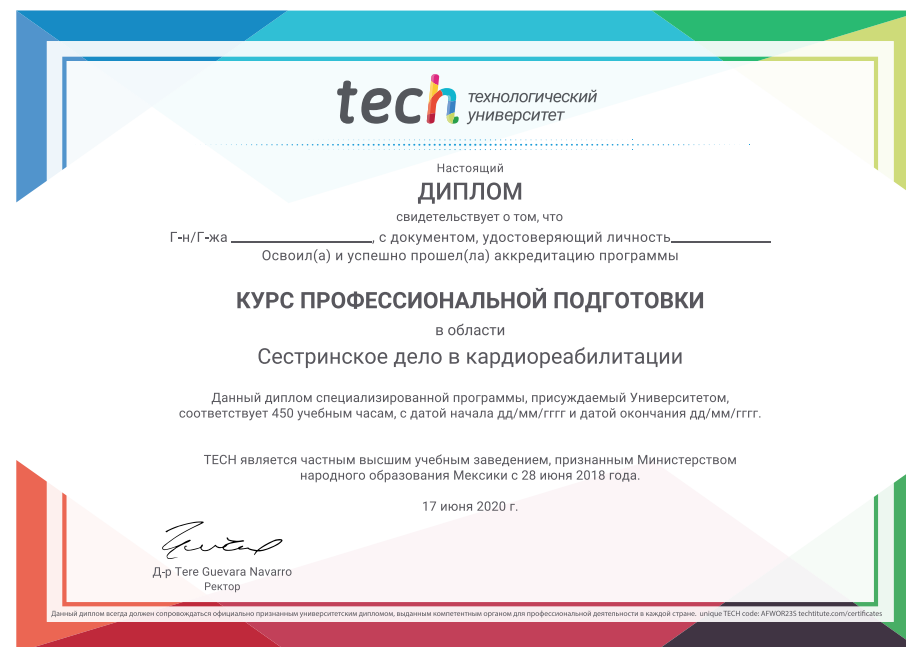 tech технологический
университет
Настоящий
ДИПЛОМ
свидетельствует о том, что
Г-н/Г-жа ____________, с документом, удостоверяющий личность____________
Освоил(а) и успешно прошел(ла) аккредитацию программы
КУРС ПРОФЕССИОНАЛЬНОЙ ПОДГОТОВКИ
в области
Сестринское дело в кардиореабилитации
Данный диплом специализированной программы, присуждаемый Университетом,
соответствует 450 учебным часам, с датой начала дд/мм/гггг и датой окончания дд/мм/гггг.
TECH является частным высшим учебным заведением, признанным Министерством
народного образования Мексики с 28 июня 2018 года.
17 июня 2020 г.
Д-р Tere Guevara Navarro
Ректор
Данный диплом всегда должен сопровождаться официально признанным университетским дипломом, выданным компетентным органом для профессиональной деятельности в каждой стране. unique TECH code: AFWOR23S techtitute.com/certificates